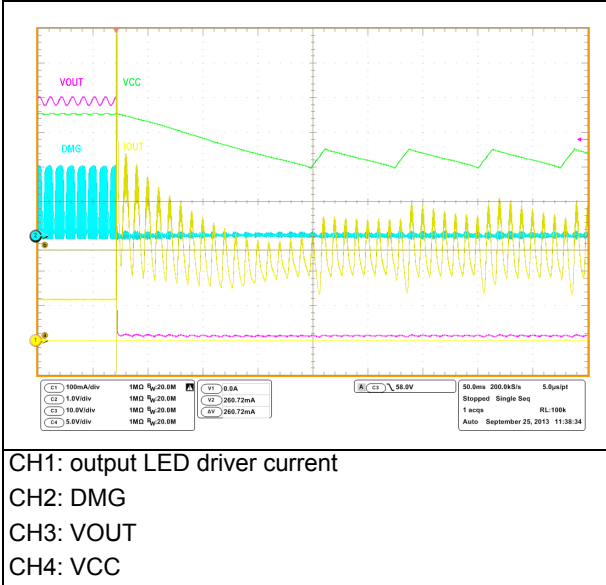 VOUT VCC
DMG IOUT
2
1
C1 100mA/div 1MΩ BW:20.0M
C2 1.0V/div 1MΩ BW:20.0M
C3 10.0V/div 1MΩ BW:20.0M
C4 5.0V/div 1MΩ BW:20.0M
V1 0.0A
V2 260.72mA
ΔV 260.72mA
A C3 58.0V
50.0ms 200.0kS/s 5.0µs/pt
Stopped Single Seq
1 acqs RL:100k
Auto September 25, 2013 11:38:34
CH1: output LED driver current
CH2: DMG
CH3: VOUT
CH4: VCC